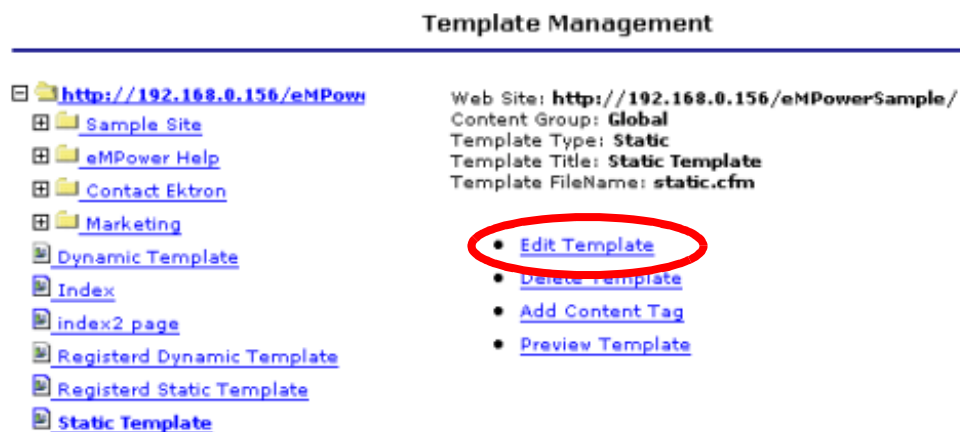 Template Management
http://192.168.0.156/eMPow
Sample Site
eMPower Help
Contact Ektron
Marketing
Dynamic Template
Index
index2 page
Registerd Dynamic Template
Registerd Static Template
Static Template
Web Site: http://192.168.0.156/eMPowerSample/
Content Group: Global
Template Type: Static
Template Title: Static Template
Template FileName: static.cfm
Edit Template
Delete Template
Add Content Tag
Preview Template